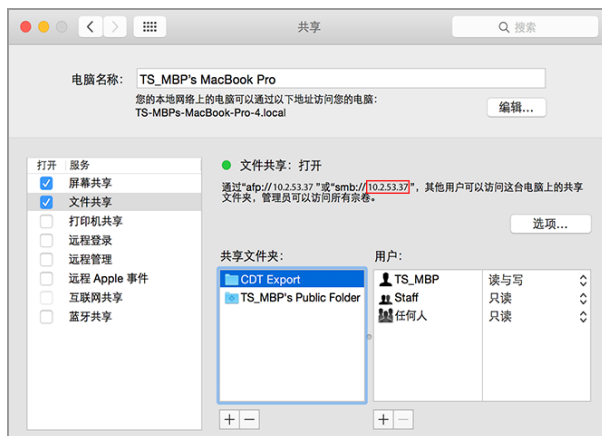 共享
搜索
电脑名称：
TS_MBP's MacBook Pro
您的本地网络上的电脑可以通过以下地址访问您的电脑：
TS-MBPs-MacBook-Pro-4.local
编辑...
打开 服务
屏幕共享
文件共享
打印机共享
远程登录
远程管理
远程 Apple 事件
互联网共享
蓝牙共享
文件共享：打开
通过“afp://10.2.53.37 ”或“smb://10.2.53.37”，其他用户可以访问这台电脑上的共享
文件夹，管理员可以访问所有宗卷。
选项...
共享文件夹：
CDT Export
TS_MBP's Public Folder
用户：
TS_MBP 读与写
Staff 只读
任何人 只读